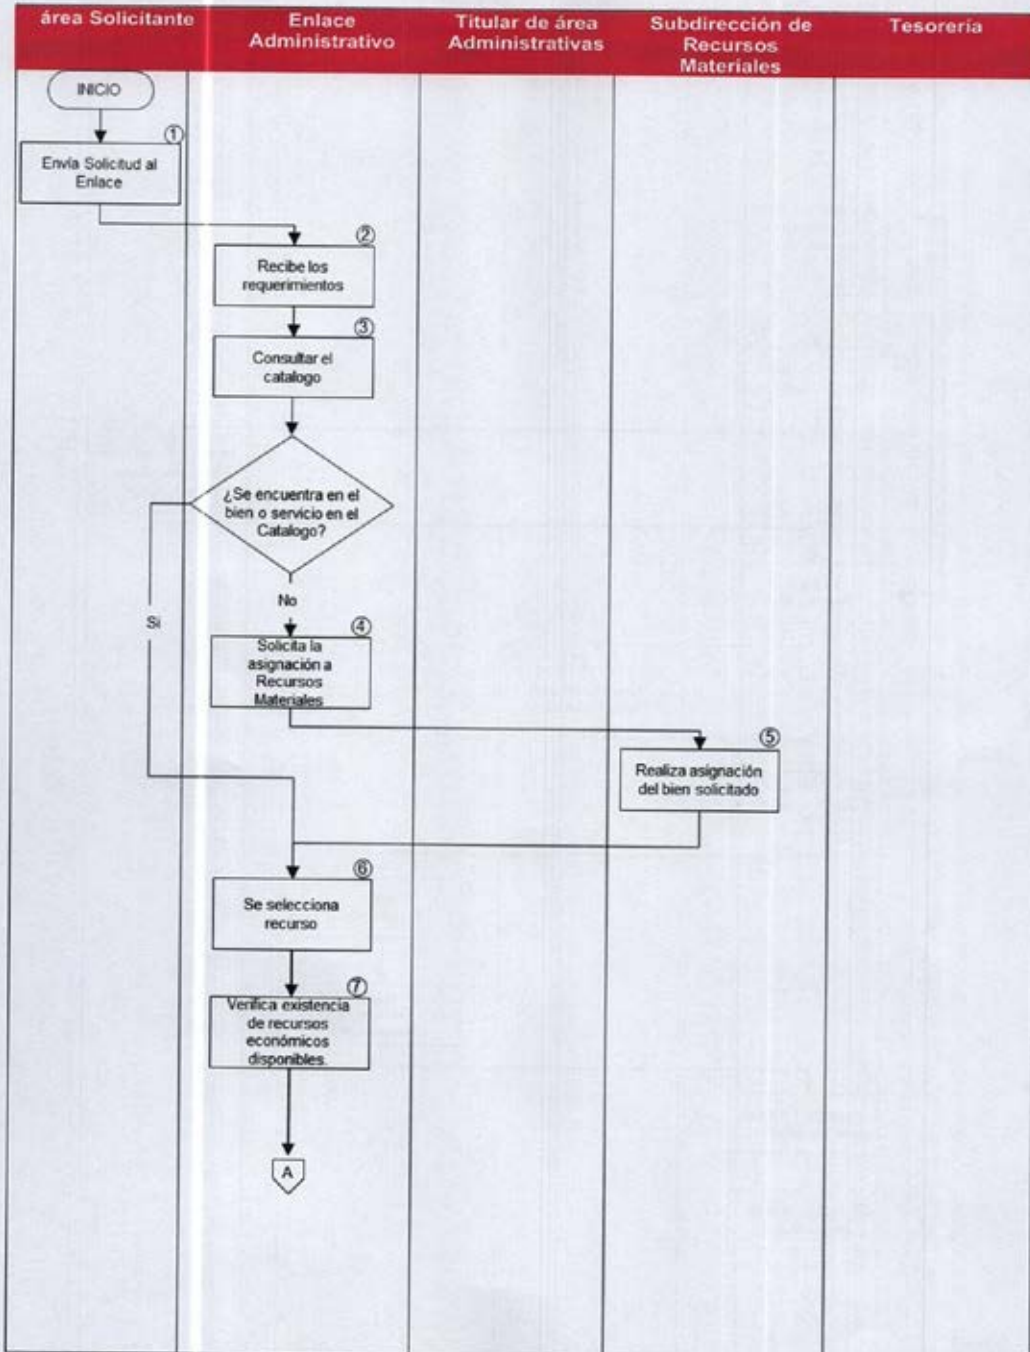 área Solicitante
Enlace
Administrativo
Titular de área
Administrativas
Subdirección de
Recursos
Materiales
Tesorería
INICIO
①
Envía Solicitud al
Enlace
②
Recibe los
requerimientos
③
Consultar el
catalogo
¿Se encuentra en el
bien o servicio en el
Catalogo?
No
Si
④
Solicita la
asignación a
Recursos
Materiales
⑤
Realiza asignación
del bien solicitado
⑥
Se selecciona
recurso
⑦
Verifica existencia
de recursos
económicos
disponibles.
A